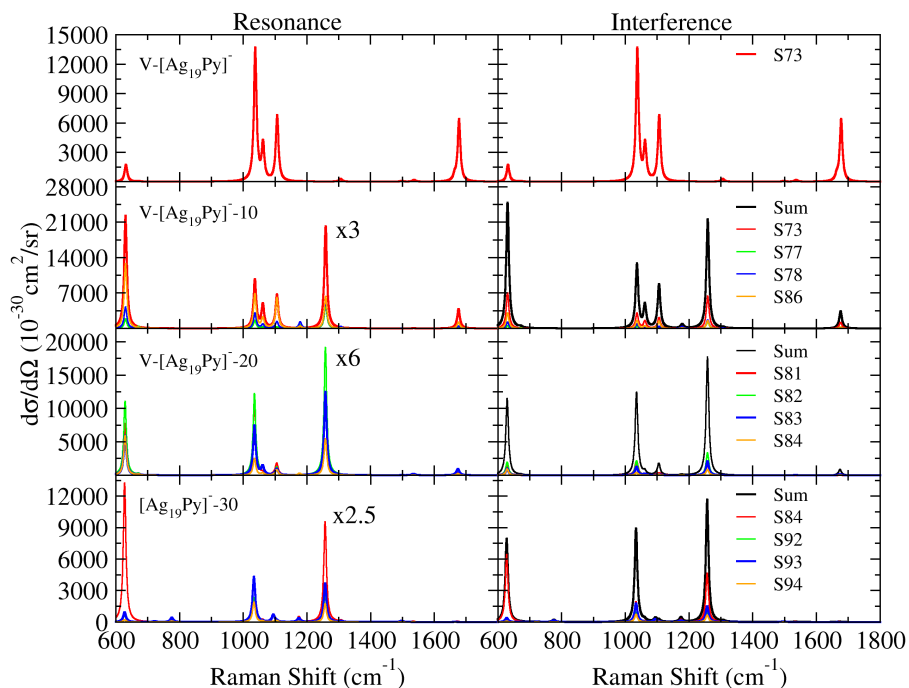 Resonance
Interference
dσ/dΩ (10⁻³⁰ cm²/sr)
15000
12000
9000
6000
3000
V-[Ag₁₉Py]⁻
S73
28000
21000
14000
7000
V-[Ag₁₉Py]⁻-10
x3
Sum
S73
S77
S78
S86
20000
15000
10000
5000
V-[Ag₁₉Py]⁻-20
x6
Sum
S81
S82
S83
S84
12000
9000
6000
3000
0
[Ag₁₉Py]⁻-30
x2.5
Sum
S84
S92
S93
S94
600 800 1000 1200 1400 1600
600 800 1000 1200 1400 1600 1800
Raman Shift (cm⁻¹)
Raman Shift (cm⁻¹)